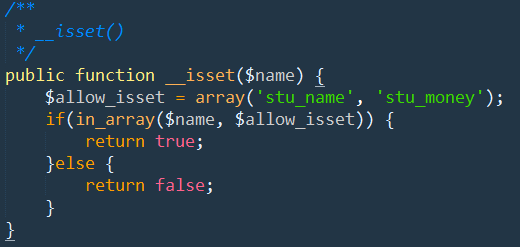 /**
 * __isset()
 */
public function __isset($name) {
    $allow_isset = array('stu_name', 'stu_money');
    if(in_array($name, $allow_isset)) {
        return true;
    }else {
        return false;
    }
}